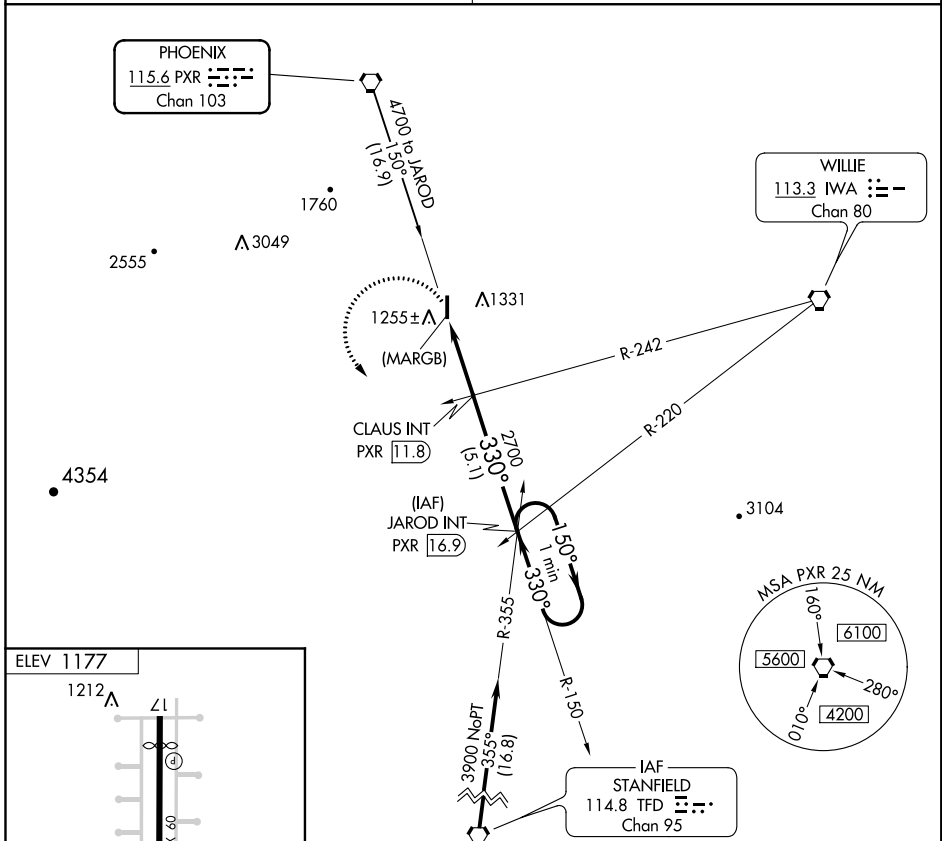 PHOENIX
115.6 PXR
Chan 103
4700 to JAROD
150°
(16.9)
WILLIE
113.3 IWA
Chan 80
1760
2555
3049
1331
1255±
(MARGB)
R-242
R-220
CLAUS INT
PXR 11.8
2700
330°
(5.1)
4354
(IAF)
JAROD INT
PXR 16.9
3104
150°
1 min
330°
R-355
R-150
MSA PXR 25 NM
160°
6100
5600
280°
010°
4200
ELEV 1177
1212
17
P
3900 NoPT
355°
(16.8)
IAF
STANFIELD
114.8 TFD
Chan 95